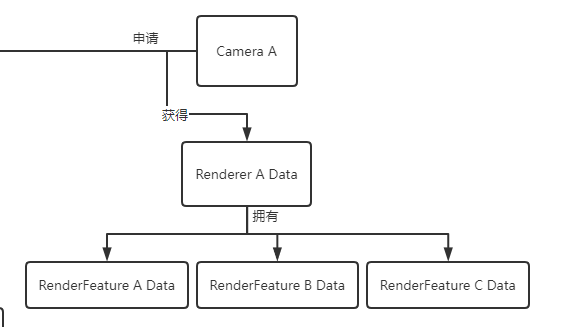 申请
Camera A
获得
Renderer A Data
拥有
RenderFeature A Data
RenderFeature B Data
RenderFeature C Data